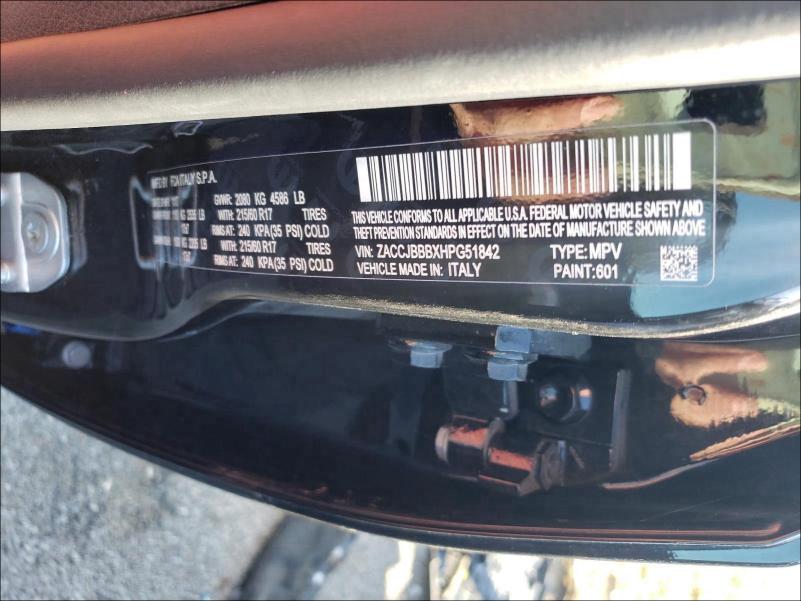 MFD BY FCA ITALY S.P.A.
GVWR: 2080 KG 4586 LB
WITH: 215/60 R17 TIRES
RIMS AT: 240 KPA(35 PSI) COLD
WITH: 215/60 R17 TIRES
RIMS AT: 240 KPA(35 PSI) COLD
THIS VEHICLE CONFORMS TO ALL APPLICABLE U.S.A. FEDERAL MOTOR VEHICLE SAFETY AND
THEFT PREVENTION STANDARDS IN EFFECT ON THE DATE OF MANUFACTURE SHOWN ABOVE
VIN: ZACCJBBBXHPG51842 TYPE: MPV
VEHICLE MADE IN: ITALY PAINT:601